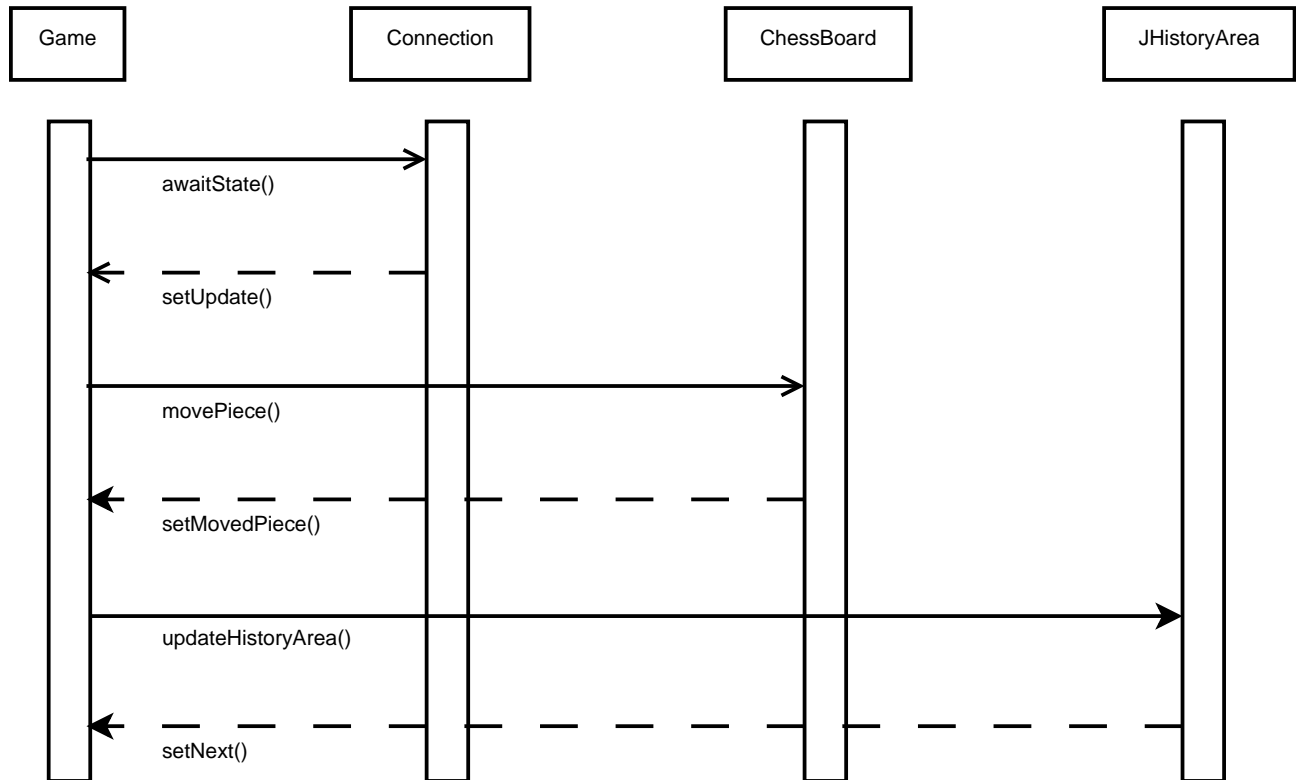 Game
Connection
ChessBoard
JHistoryArea
awaitState()
setUpdate()
movePiece()
setMovedPiece()
updateHistoryArea()
setNext()